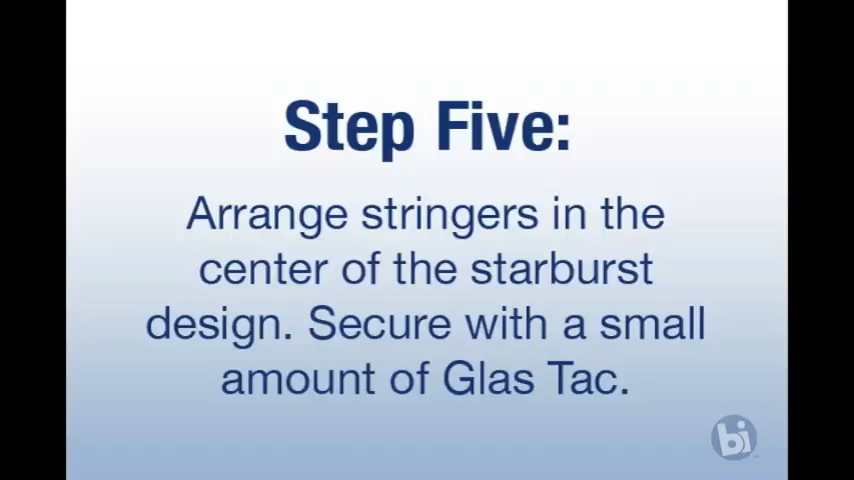 Step Five:
Arrange stringers in the
center of the starburst
design. Secure with a small
amount of Glas Tac.
bi